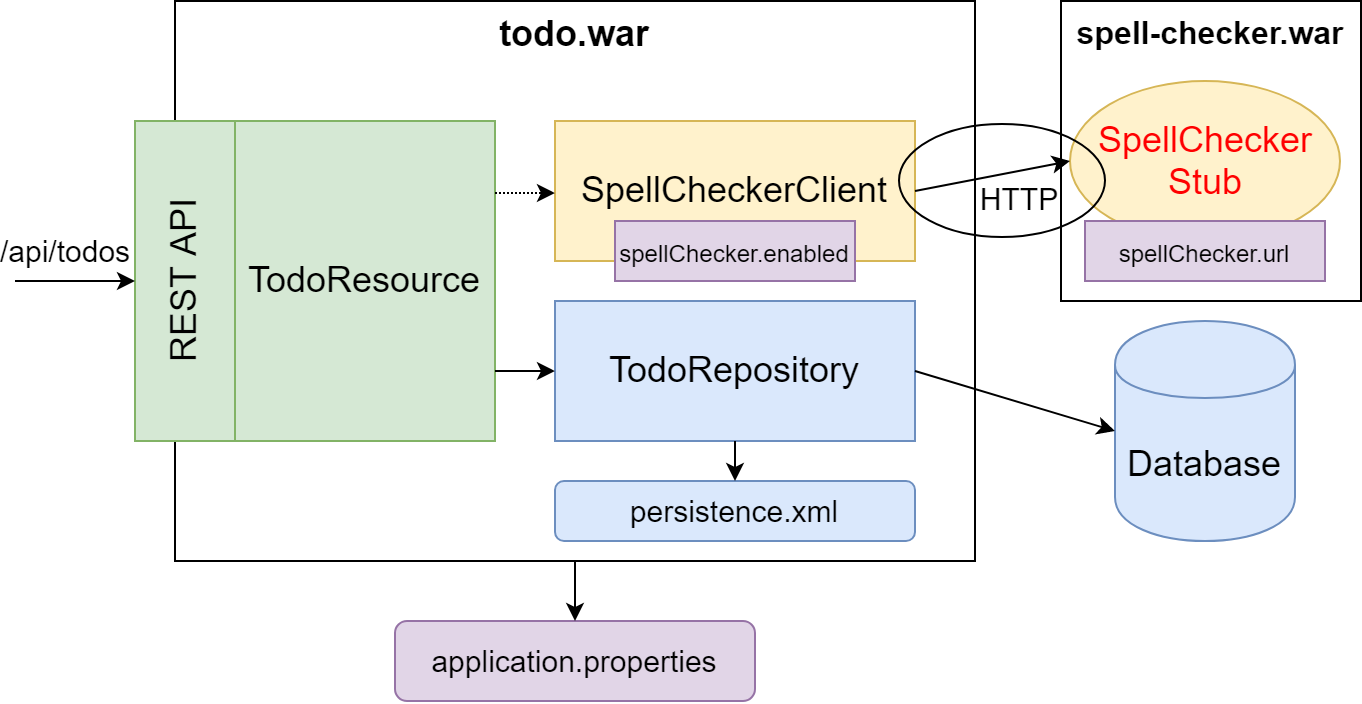 todo.war
spell-checker.war
/api/todos
REST API
TodoResource
SpellCheckerClient
spellChecker.enabled
HTTP
SpellChecker
Stub
spellChecker.url
TodoRepository
Database
persistence.xml
application.properties